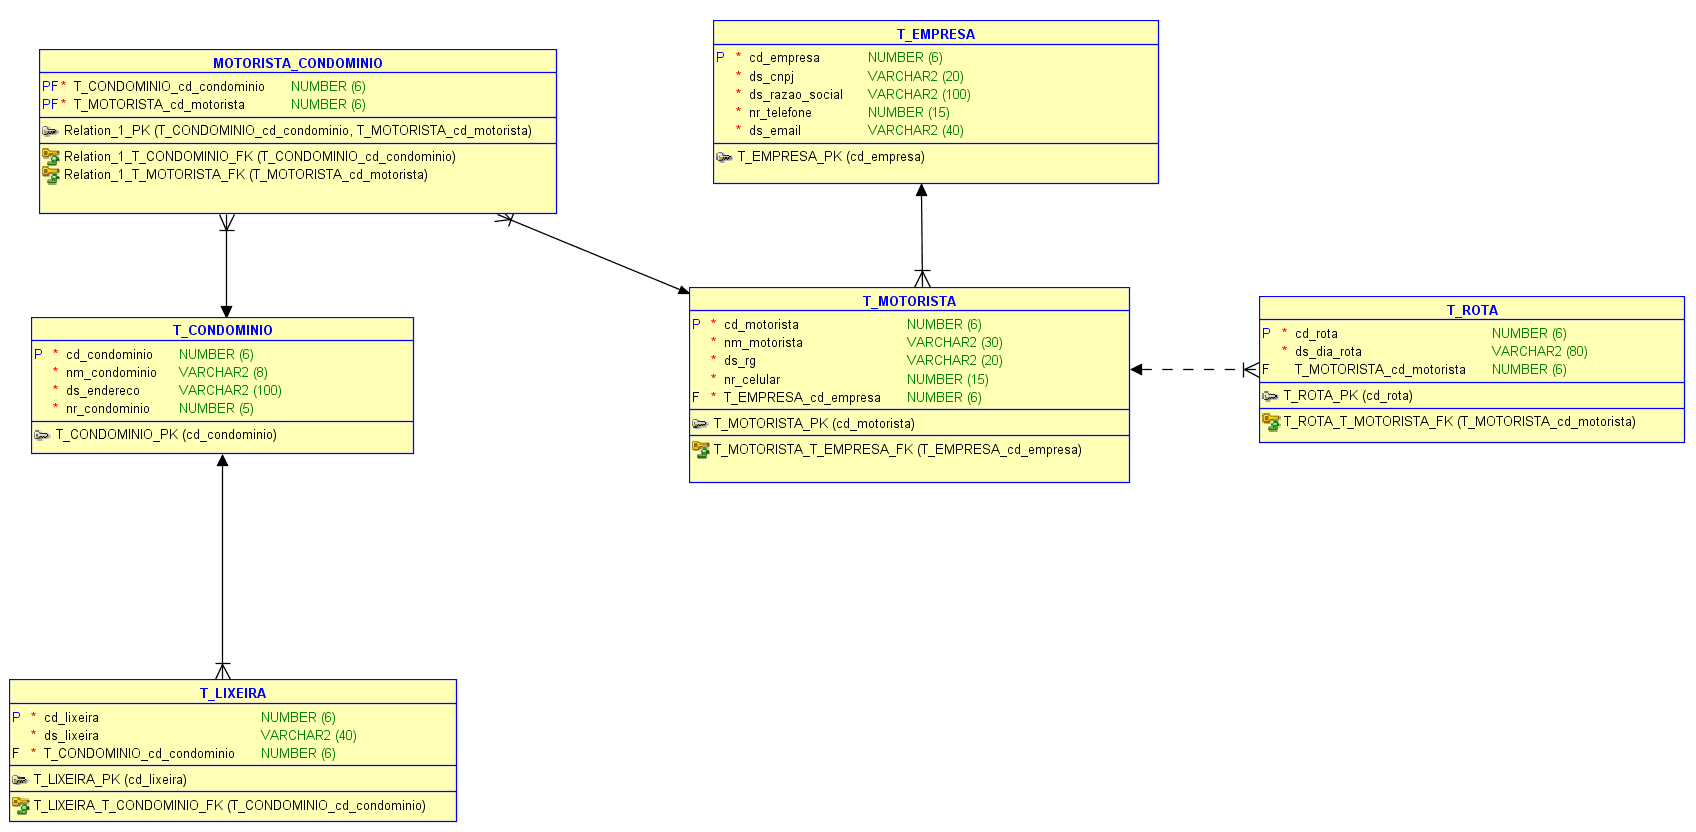 MOTORISTA_CONDOMINIO
PF * T_CONDOMINIO_cd_condominio NUMBER (6)
PF * T_MOTORISTA_cd_motorista NUMBER (6)
Relation_1_PK (T_CONDOMINIO_cd_condominio, T_MOTORISTA_cd_motorista)
Relation_1_T_CONDOMINIO_FK (T_CONDOMINIO_cd_condominio)
Relation_1_T_MOTORISTA_FK (T_MOTORISTA_cd_motorista)
T_EMPRESA
P * cd_empresa NUMBER (6)
* ds_cnpj VARCHAR2 (20)
* ds_razao_social VARCHAR2 (100)
* nr_telefone NUMBER (15)
* ds_email VARCHAR2 (40)
T_EMPRESA_PK (cd_empresa)
T_CONDOMINIO
P * cd_condominio NUMBER (6)
* nm_condominio VARCHAR2 (8)
* ds_endereco VARCHAR2 (100)
* nr_condominio NUMBER (5)
T_CONDOMINIO_PK (cd_condominio)
T_MOTORISTA
P * cd_motorista NUMBER (6)
* nm_motorista VARCHAR2 (30)
* ds_rg VARCHAR2 (20)
* nr_celular NUMBER (15)
F * T_EMPRESA_cd_empresa NUMBER (6)
T_MOTORISTA_PK (cd_motorista)
T_MOTORISTA_T_EMPRESA_FK (T_EMPRESA_cd_empresa)
T_ROTA
P * cd_rota NUMBER (6)
* ds_dia_rota VARCHAR2 (80)
F T_MOTORISTA_cd_motorista NUMBER (6)
T_ROTA_PK (cd_rota)
T_ROTA_T_MOTORISTA_FK (T_MOTORISTA_cd_motorista)
T_LIXEIRA
P * cd_lixeira NUMBER (6)
* ds_lixeira VARCHAR2 (40)
F * T_CONDOMINIO_cd_condominio NUMBER (6)
T_LIXEIRA_PK (cd_lixeira)
T_LIXEIRA_T_CONDOMINIO_FK (T_CONDOMINIO_cd_condominio)